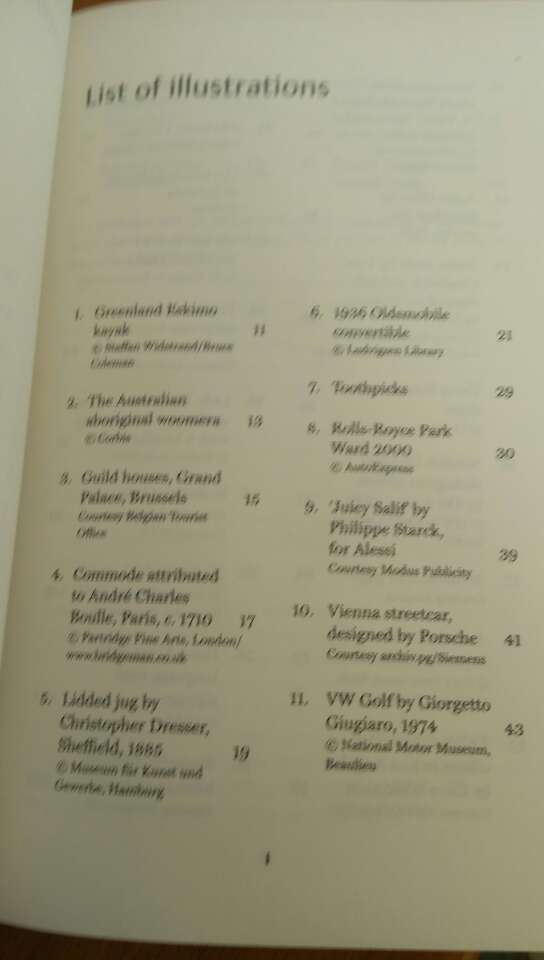 List of illustrations
1. Greenland Eskimo
kayak 11
© Staffan Widstrand/Bruce
Coleman
2. The Australian
aboriginal woomera 13
© Corbis
3. Guild houses, Grand
Palace, Brussels 15
Courtesy Belgian Tourist
Office
4. Commode attributed
to André Charles
Boulle, Paris, c. 1710 17
© Partridge Fine Arts, London/
www.bridgeman.co.uk
5. Lidded jug by
Christopher Dresser,
Sheffield, 1885 19
© Museum für Kunst und
Gewerbe, Hamburg
6. 1936 Oldsmobile
convertible 21
© Ludvigsen Library
7. Toothpicks 29
8. Rolls-Royce Park
Ward 2000 30
© AutoExpress
9. 'Juicy Salif' by
Philippe Starck,
for Alessi 39
Courtesy Modus Publicity
10. Vienna streetcar,
designed by Porsche 41
Courtesy archiv.pg/Siemens
11. VW Golf by Giorgetto
Giugiaro, 1974 43
© National Motor Museum,
Beaulieu